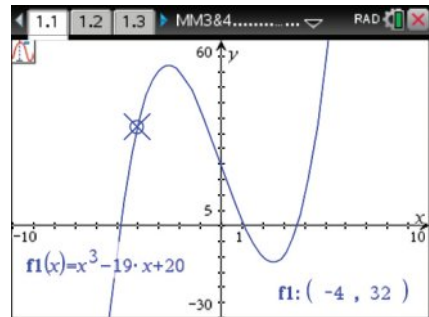 1.1 1.2 1.3 MM3&4........... ... RAD
60 y
5
x
-10 1 10
f1(x)=x³-19·x+20
f1: ( -4 , 32 )
-30